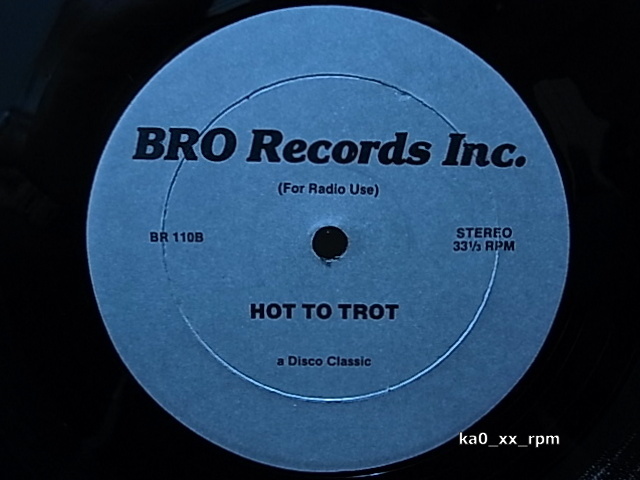 BRO Records Inc.
(For Radio Use)
BR 110B
STEREO
33⅓ RPM
HOT TO TROT
a Disco Classic
ka0_xx_rpm